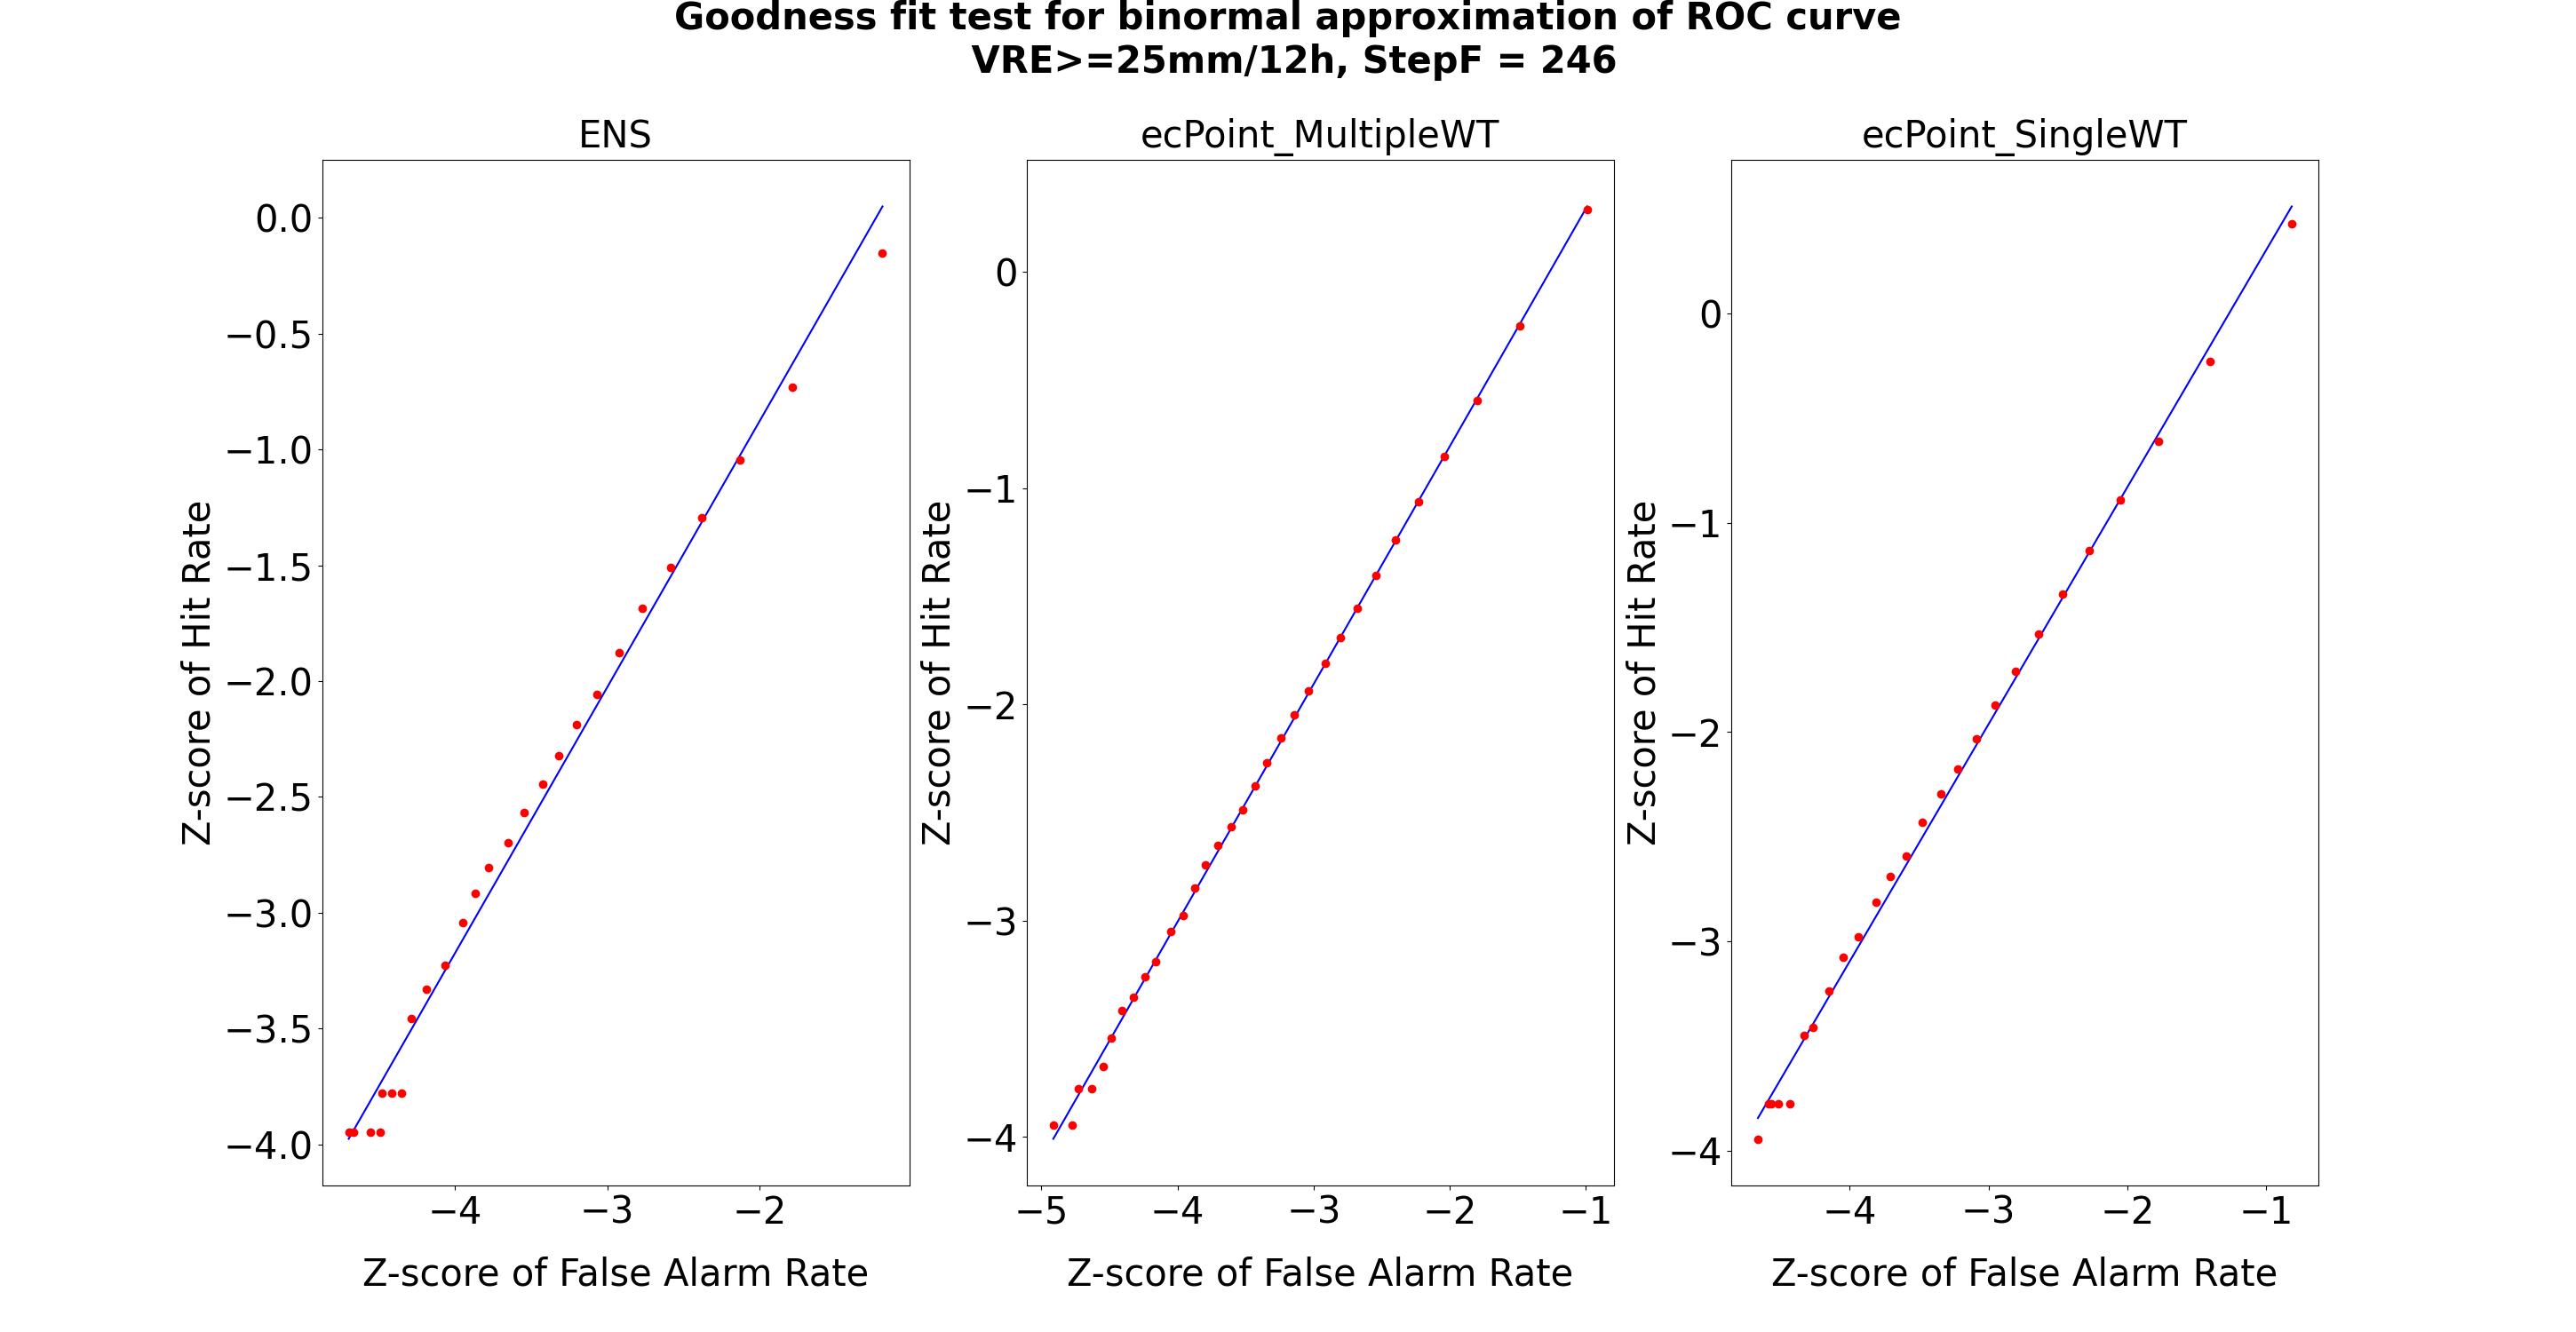 Goodness fit test for binormal approximation of ROC curve
VRE>=25mm/12h, StepF = 246
ENS
0.0
−0.5
−1.0
−1.5
−2.0
−2.5
−3.0
−3.5
−4.0
Z-score of Hit Rate
−4 −3 −2
Z-score of False Alarm Rate
ecPoint_MultipleWT
0
−1
−2
−3
−4
Z-score of Hit Rate
−5 −4 −3 −2 −1
Z-score of False Alarm Rate
ecPoint_SingleWT
0
−1
−2
−3
−4
Z-score of Hit Rate
−4 −3 −2 −1
Z-score of False Alarm Rate